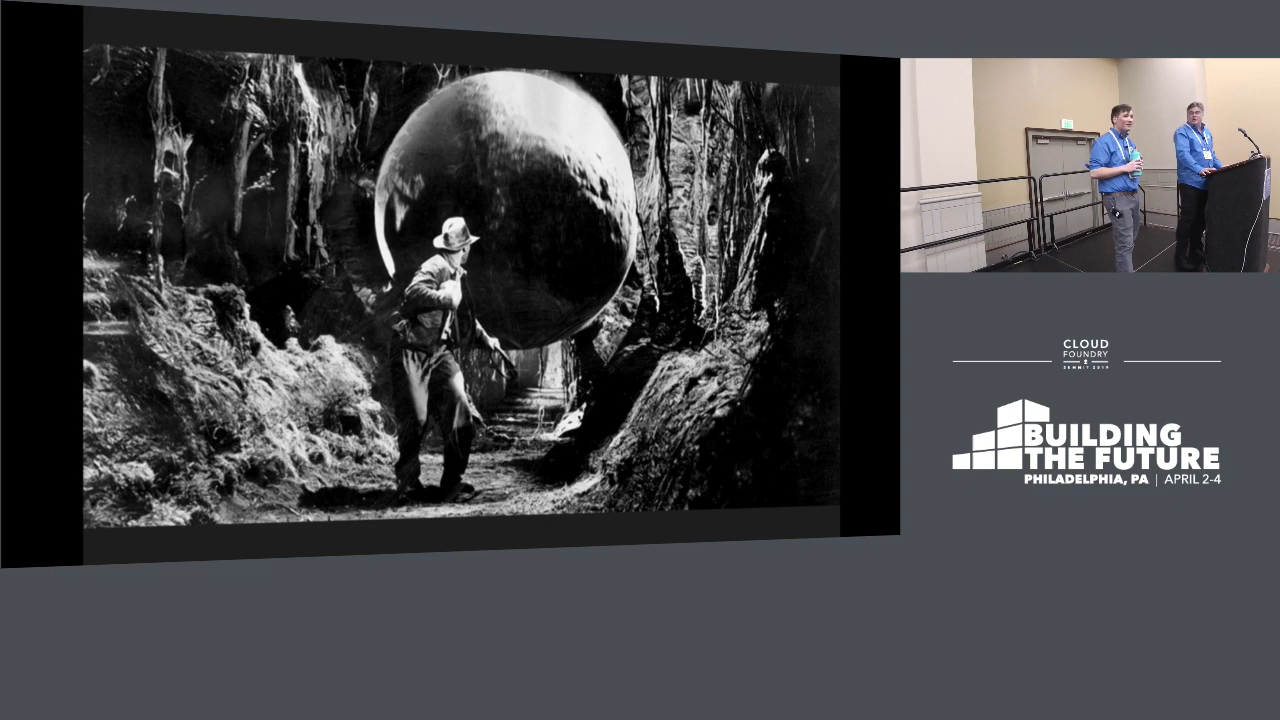 CLOUD
FOUNDRY
SUMMIT 2019
BUILDING
THE FUTURE
PHILADELPHIA, PA | APRIL 2-4